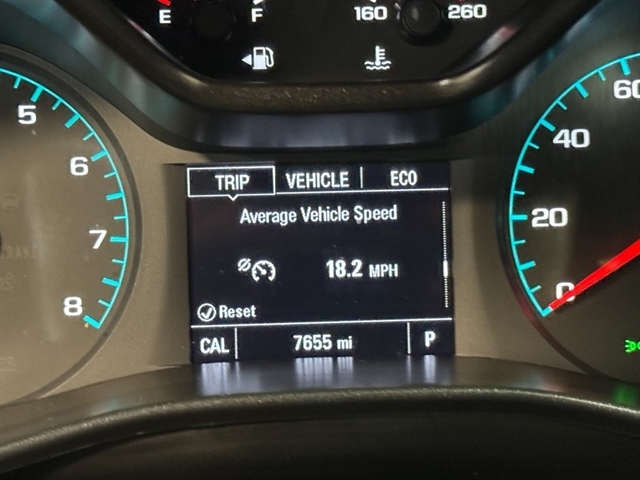 E F 160 260
5 6 7 8
TRIP VEHICLE ECO
Average Vehicle Speed
18.2 MPH
Reset
CAL 7655 mi P
60
40
20
0